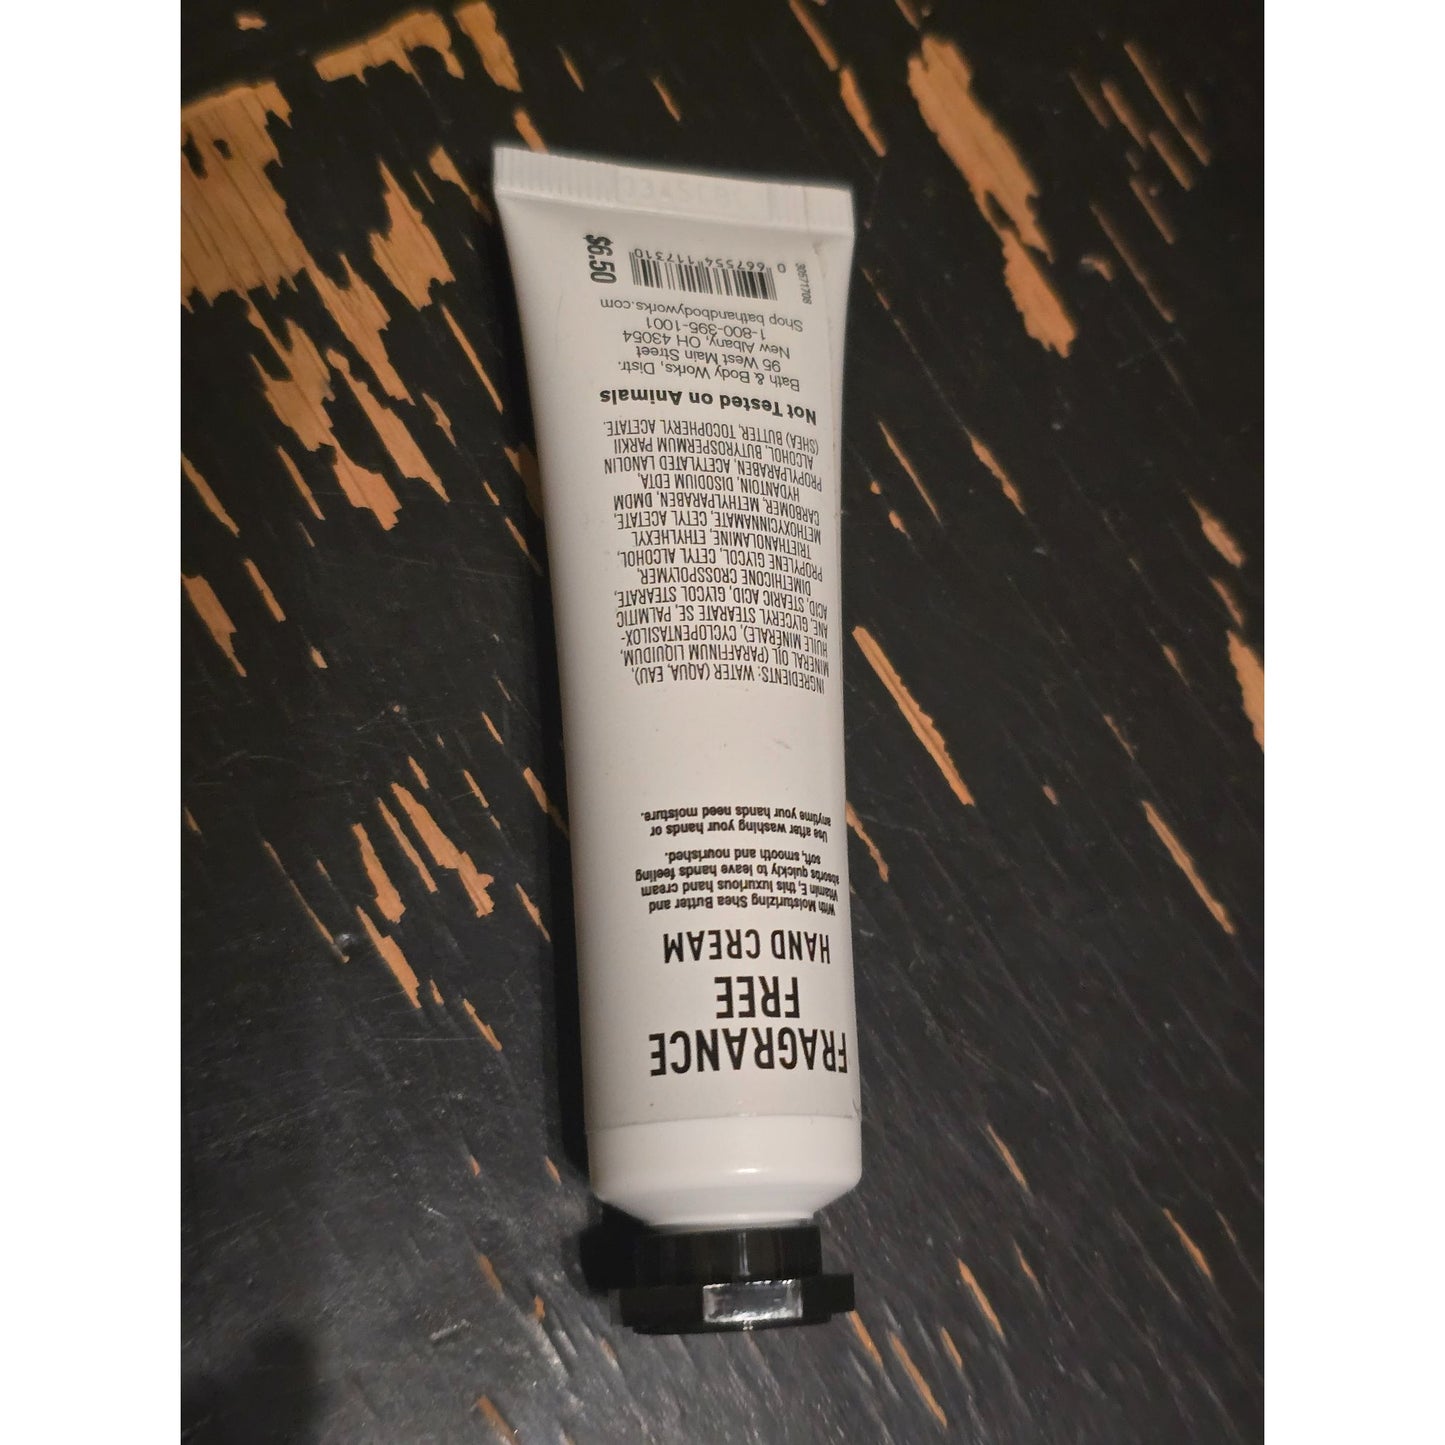 FRAGRANCE
FREE
HAND CREAM
With Moisturizing Shea Butter and
Vitamin E, this luxurious hand cream
absorbs quickly to leave hands feeling
soft, smooth and nourished.
Use after washing your hands or
anytime your hands need moisture.
INGREDIENTS: WATER (AQUA, EAU),
MINERAL OIL (PARAFFINUM LIQUIDUM,
HUILE MINERALE), CYCLOPENTASILOX-
ANE, GLYCERYL STEARATE SE, PALMITIC
ACID, STEARIC ACID, GLYCOL STEARATE,
DIMETHICONE CROSSPOLYMER,
PROPYLENE GLYCOL, CETYL ALCOHOL,
TRIETHANOLAMINE, ETHYLHEXYL
METHOXYCINNAMATE, CETYL ACETATE,
CARBOMER, METHYLPARABEN, DMDM
HYDANTOIN, DISODIUM EDTA,
PROPYLPARABEN, ACETYLATED LANOLIN
ALCOHOL, BUTYROSPERMUM PARKII
(SHEA) BUTTER, TOCOPHERYL ACETATE.
Not Tested on Animals
Bath & Body Works, Distr.
95 West Main Street
New Albany, OH 43054
1-800-395-1001
Shop bathandbodyworks.com
30571708
0 667554 117310
$6.50